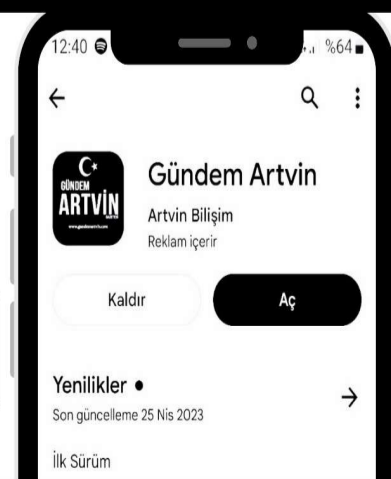 12:40 %64
Gündem Artvin
GÜNDEM
ARTVİN
Artvin Bilişim
Reklam içerir
Kaldır Aç
Yenilikler •
Son güncelleme 25 Nis 2023
İlk Sürüm